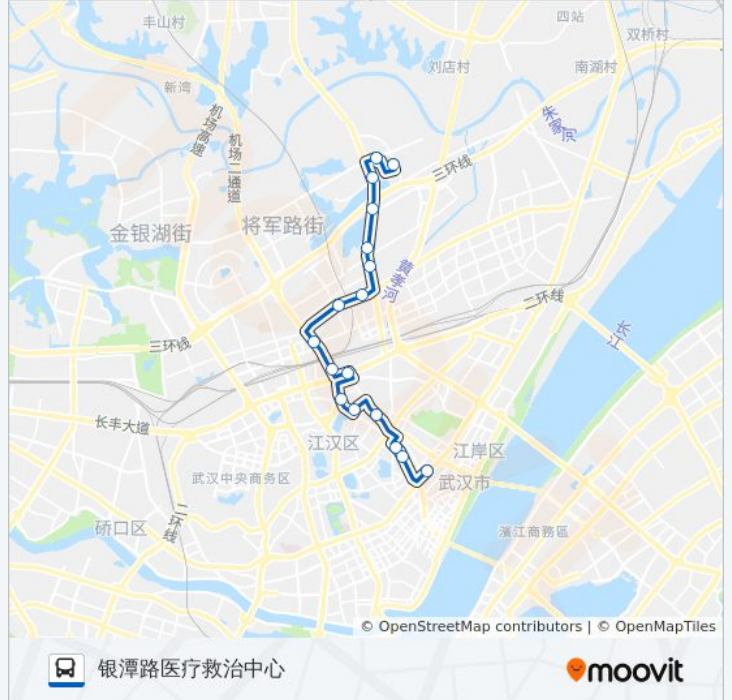 四站
丰山村
双桥村
刘店村
南湖村
新湾
机场高速
朱家河
机场二通道
三环线
将军路街
金银湖街
黄孝河
二环线
长江
三环线
长丰大道
江汉区
江岸区
武汉中央商务区
武汉市
二环线
硚口区
濱江商務區
© OpenStreetMap contributors | © OpenMapTiles
银潭路医疗救治中心
moovit